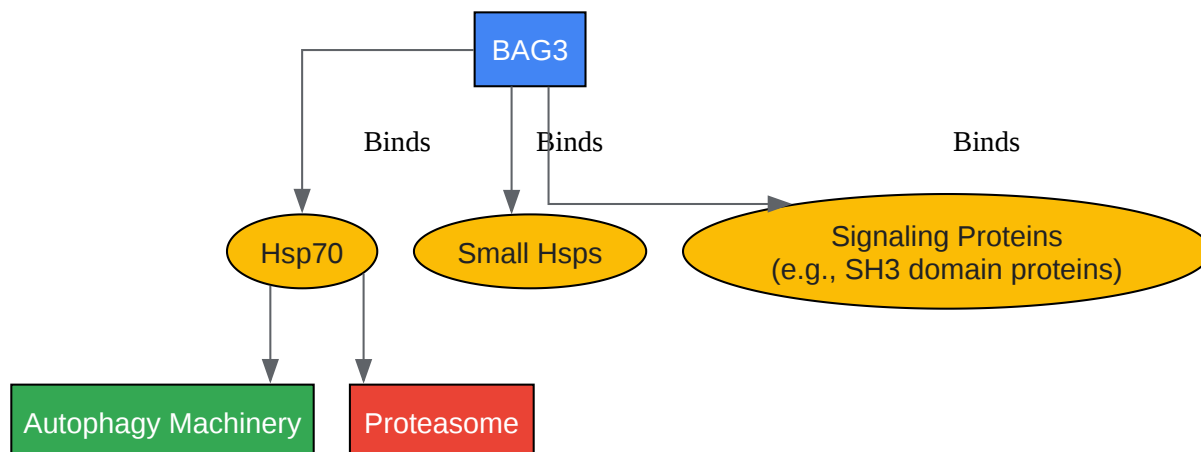 BAG3
Binds
Binds
Binds
Hsp70
Small Hsps
Signaling Proteins
(e.g., SH3 domain proteins)
Autophagy Machinery
Proteasome